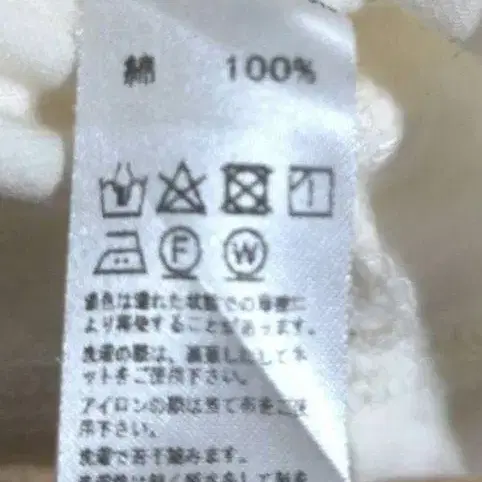 綿 100%
F W
着色は濡れた状態での摩擦に
より再発することがあります。
洗濯の際は、裏返しにしてネ
ットをご使用下さい。
アイロンの際は当て布をご使
用下さい。
洗濯で若干縮みます。